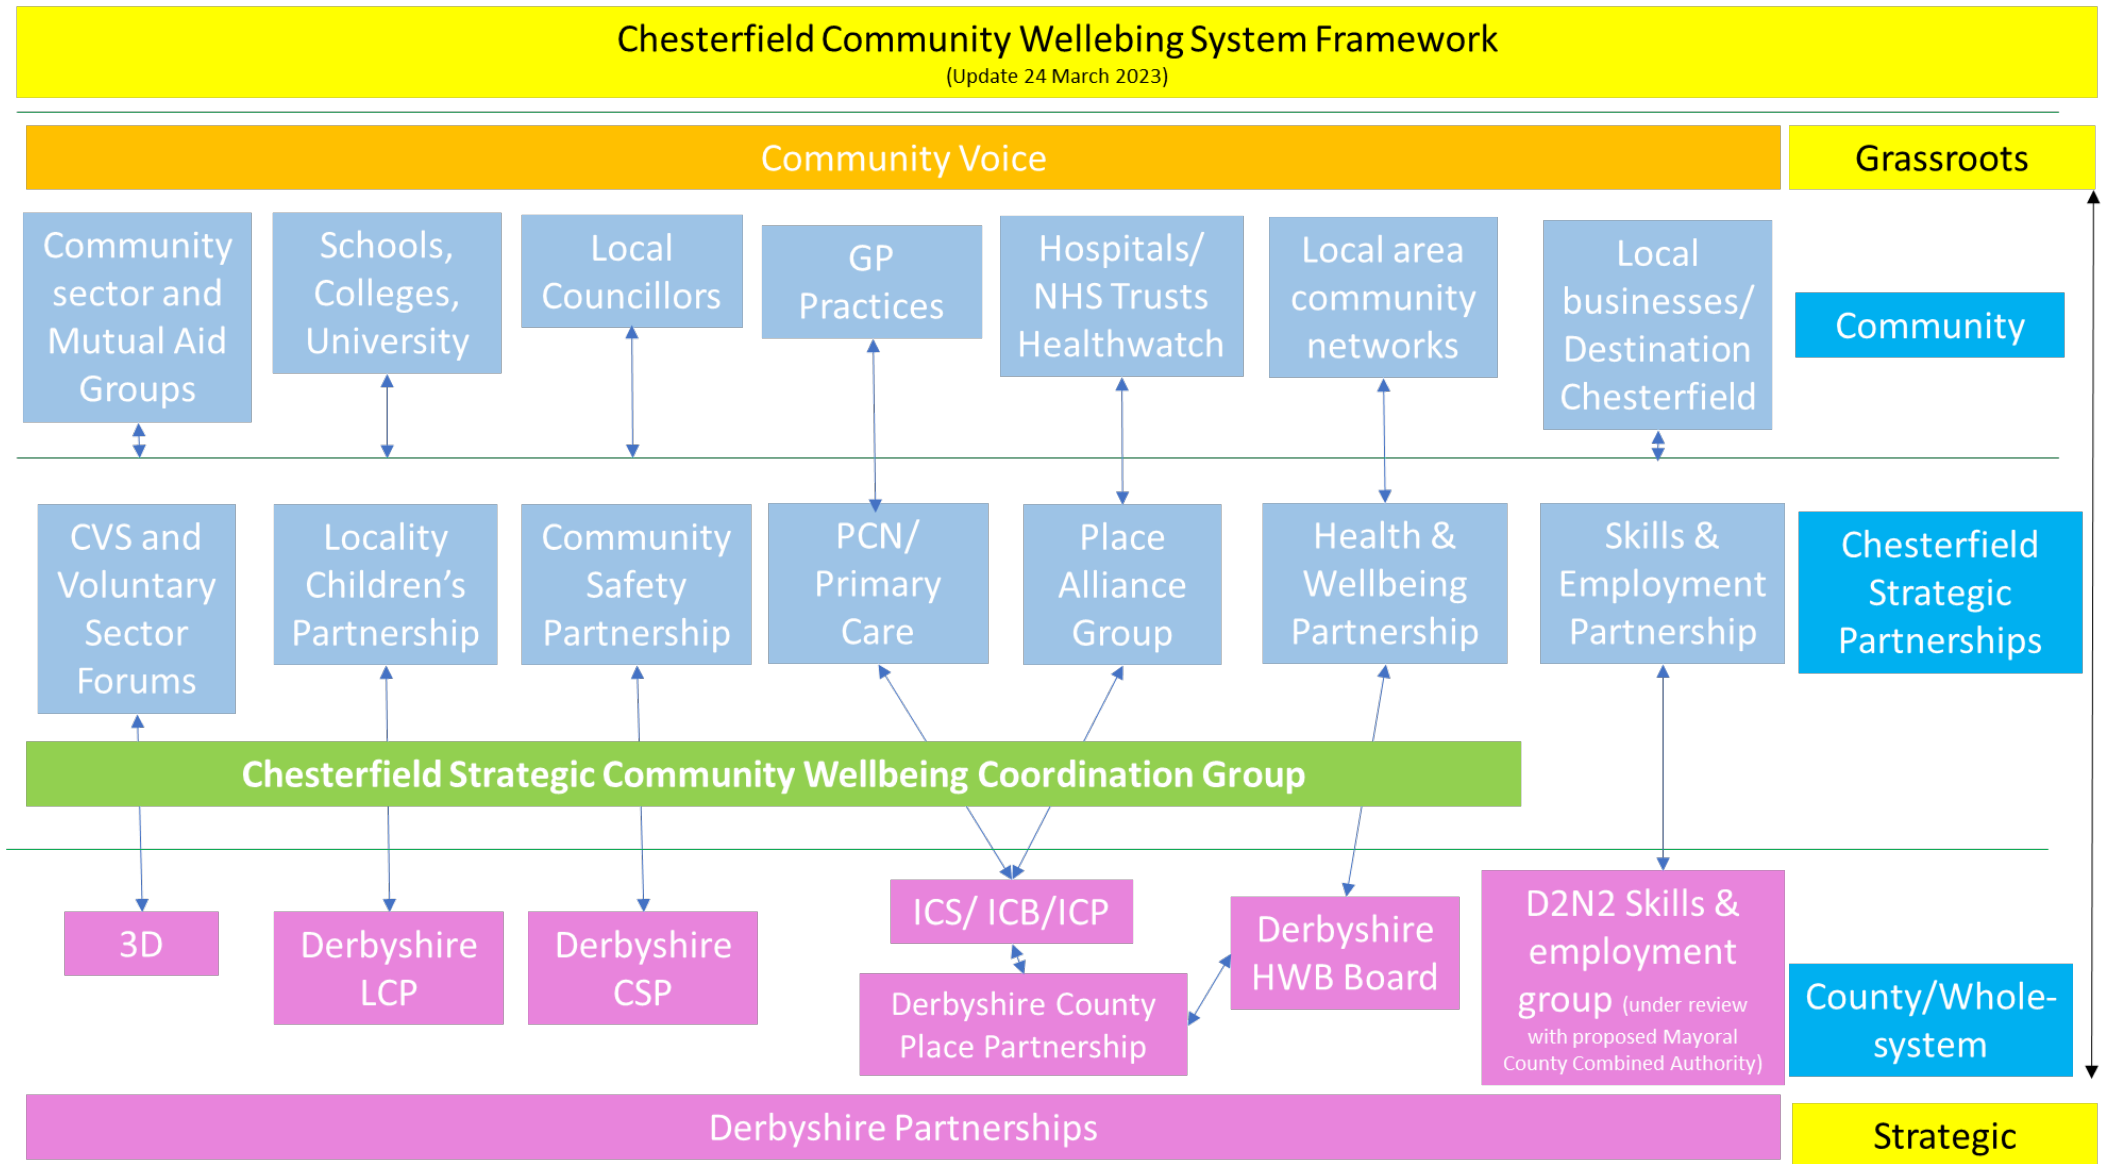 Chesterfield Community Wellebing System Framework
(Update 24 March 2023)
Community Voice
Grassroots
Community
sector and
Mutual Aid
Groups
Schools,
Colleges,
University
Local
Councillors
GP
Practices
Hospitals/
NHS Trusts
Healthwatch
Local area
community
networks
Local
businesses/
Destination
Chesterfield
Community
CVS and
Voluntary
Sector
Forums
Locality
Children’s
Partnership
Community
Safety
Partnership
PCN/
Primary
Care
Place
Alliance
Group
Health &
Wellbeing
Partnership
Skills &
Employment
Partnership
Chesterfield
Strategic
Partnerships
Chesterfield Strategic Community Wellbeing Coordination Group
3D
Derbyshire
LCP
Derbyshire
CSP
ICS/ ICB/ICP
Derbyshire County
Place Partnership
Derbyshire
HWB Board
D2N2 Skills &
employment
group (under review
with proposed Mayoral
County Combined Authority)
County/Whole-
system
Derbyshire Partnerships
Strategic